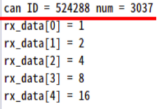 can ID = 524288 num = 3037
rx_data[0] = 1
rx_data[1] = 2
rx_data[2] = 4
rx_data[3] = 8
rx_data[4] = 16